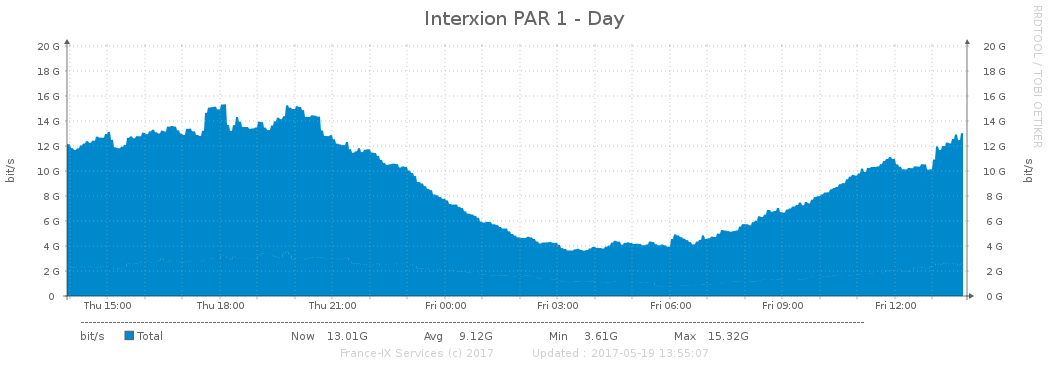 Interxion PAR 1 - Day
RRDTOOL / TOBI OETIKER
bit/s
bit/s
20 G 20 G
18 G 18 G
16 G 16 G
14 G 14 G
12 G 12 G
10 G 10 G
8 G 8 G
6 G 6 G
4 G 4 G
2 G 2 G
0 0 G
Thu 15:00 Thu 18:00 Thu 21:00 Fri 00:00 Fri 03:00 Fri 06:00 Fri 09:00 Fri 12:00
bit/s Total Now 13.01G Avg 9.12G Min 3.61G Max 15.32G
France-IX Services (c) 2017 Updated : 2017-05-19 13:55:07